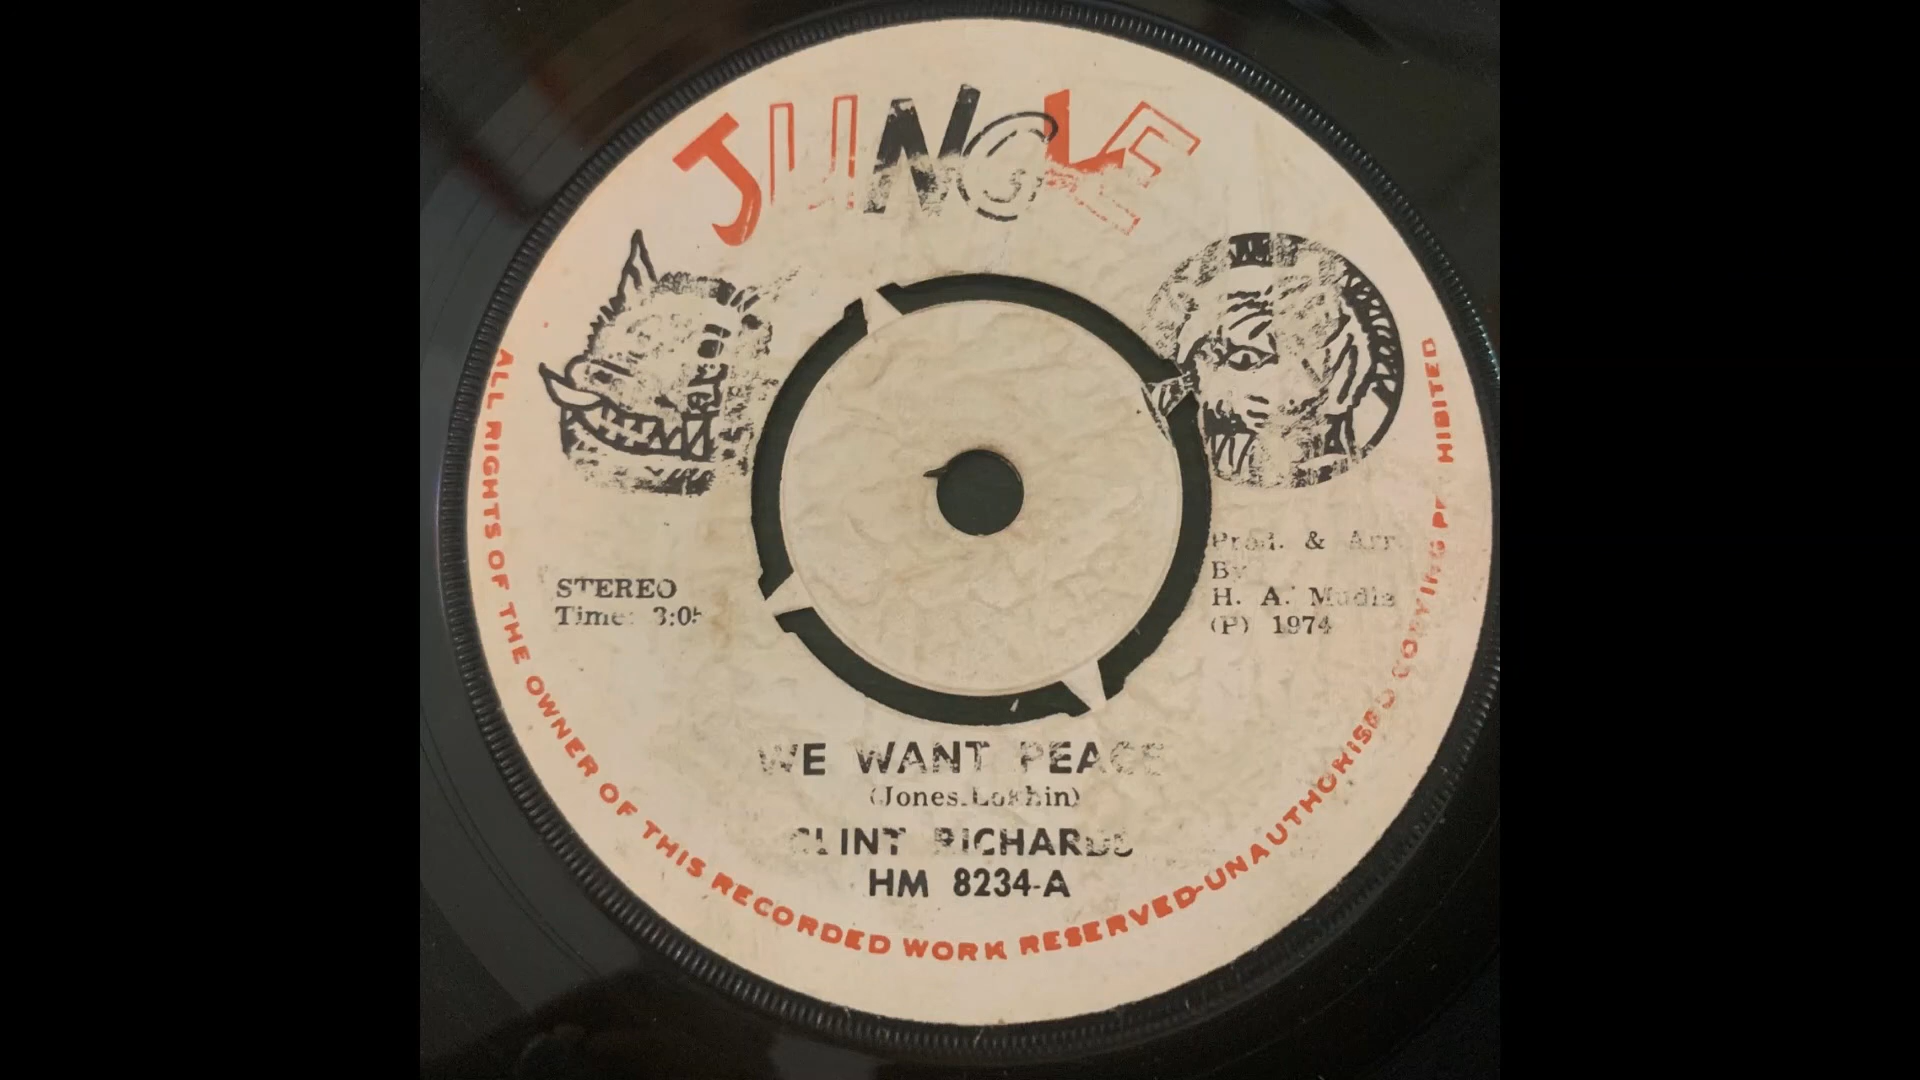 JUNGLE
STEREO
Time: 3:05
Prod. & Arr.
By
H. A. Mudie
(P) 1974
WE WANT PEACE
(Jones.
CLINT RICHARDS
HM 8234-A
ALL RIGHTS OF THE OWNER OF THIS RECORDED WORK RESERVED-UNAUTHORISED COPYING PROHIBITED